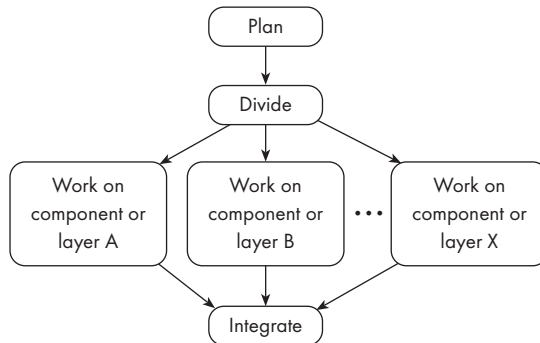 Plan
Divide
Work on
component or
layer A
Work on
component or
layer B
•••
Work on
component or
layer X
Integrate